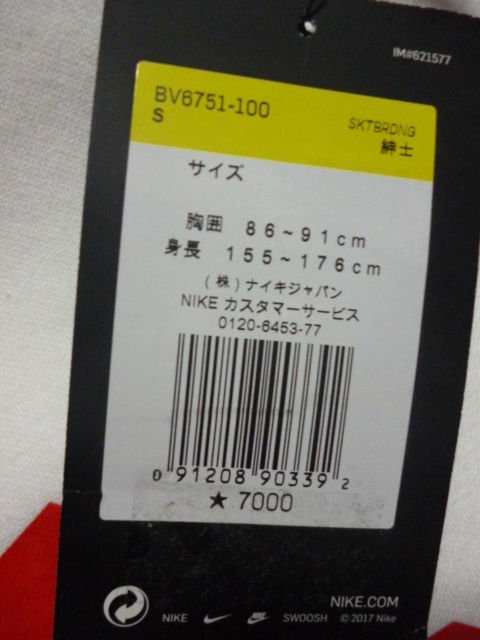 IM#621577
BV6751-100
S
SKTBRDNG
紳士
サイズ
胸囲 86~91cm
身長 155~176cm
(株)ナイキジャパン
NIKE カスタマーサービス
0120-6453-77
0 91208 90339 2
★ 7000
NIKE.COM
NIKE SWOOSH © 2017 Nike